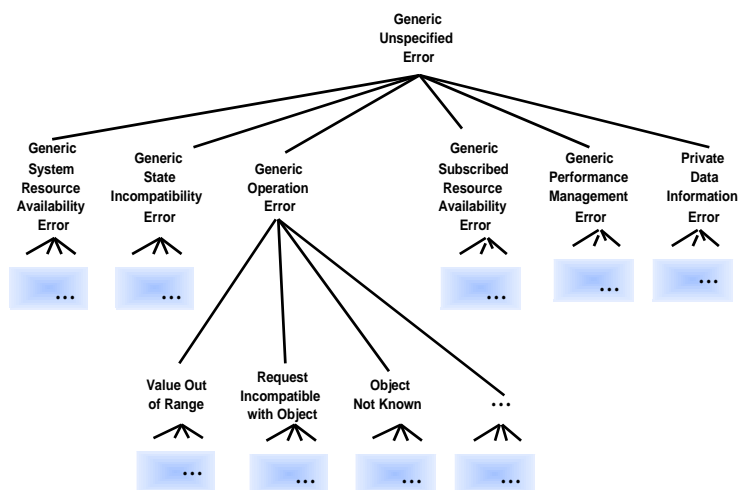 Generic
Unspecified
Error
Generic
System
Resource
Availability
Error
Generic
State
Incompatibility
Error
Generic
Operation
Error
Generic
Subscribed
Resource
Availability
Error
Generic
Performance
Management
Error
Private
Data
Information
Error
...
...
...
...
...
Value Out
of Range
Request
Incompatible
with Object
Object
Not Known
...
...
...
...
...